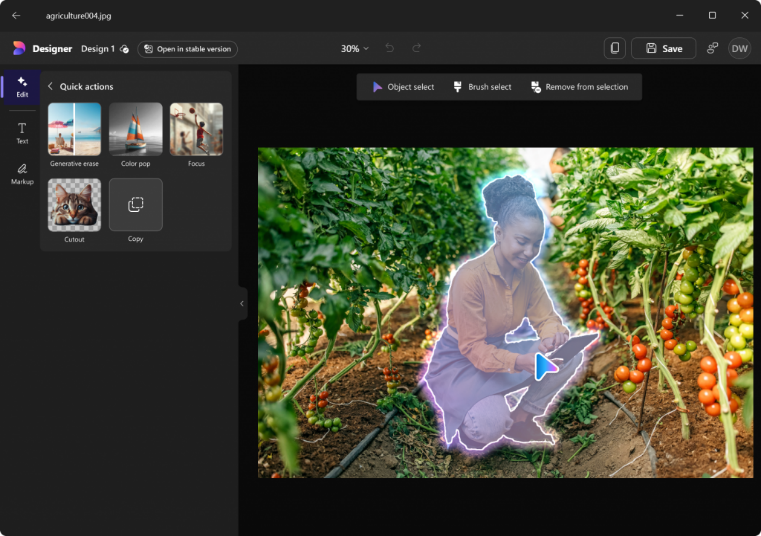 agriculture004.jpg
Designer Design 1 Open in stable version 30% Save DW
Edit
Text
Markup
Quick actions
Generative erase Color pop Focus
Cutout Copy
Object select Brush select Remove from selection